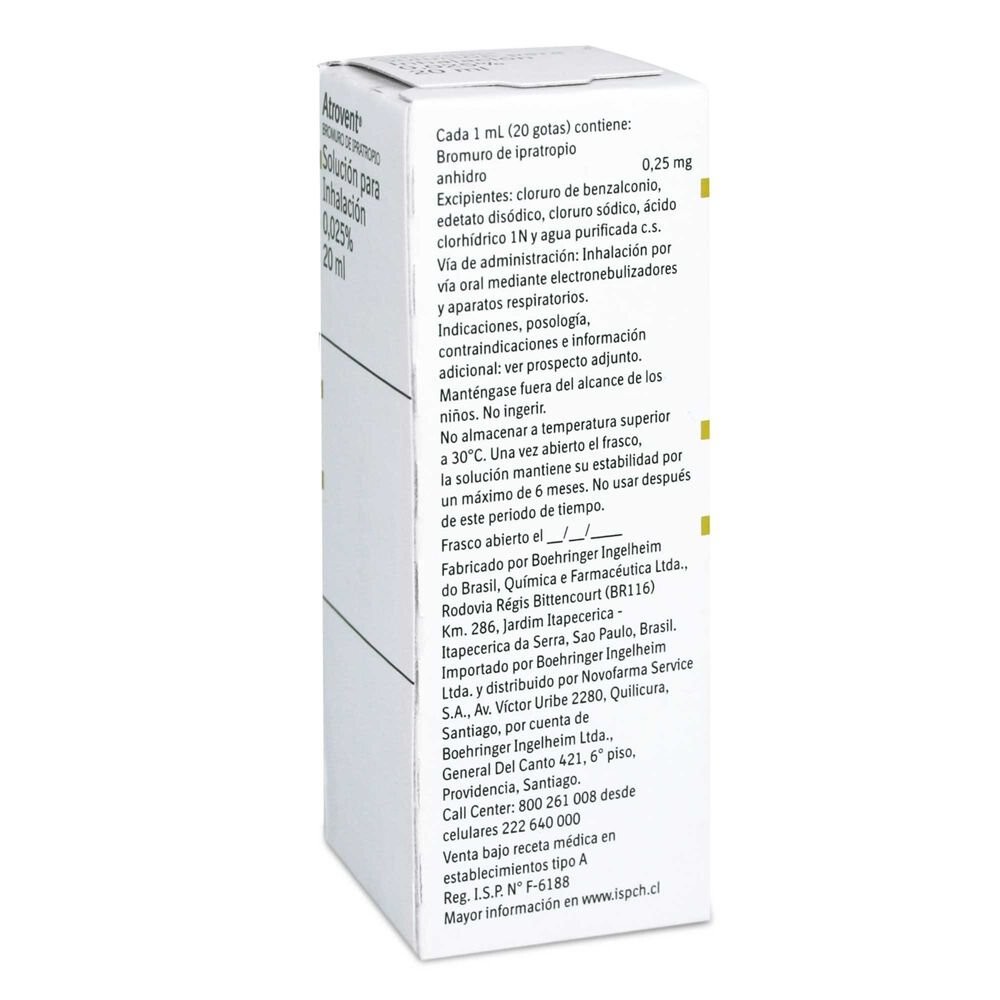 0,025%
20 ml
Atrovent®
BROMURO DE IPRATROPIO
Solución para
Inhalación
0,025%
20 ml
Cada 1 mL (20 gotas) contiene:
Bromuro de ipratropio
anhidro 0,25 mg
Excipientes: cloruro de benzalconio,
edetato disódico, cloruro sódico, ácido
clorhídrico 1N y agua purificada c.s.
Vía de administración: Inhalación por
vía oral mediante electronebulizadores
y aparatos respiratorios.
Indicaciones, posología,
contraindicaciones e información
adicional: ver prospecto adjunto.
Manténgase fuera del alcance de los
niños. No ingerir.
No almacenar a temperatura superior
a 30°C. Una vez abierto el frasco,
la solución mantiene su estabilidad por
un máximo de 6 meses. No usar después
de este periodo de tiempo.
Frasco abierto el __/__/____
Fabricado por Boehringer Ingelheim
do Brasil, Química e Farmacéutica Ltda.,
Rodovia Régis Bittencourt (BR116)
Km. 286, Jardim Itapecerica -
Itapecerica da Serra, Sao Paulo, Brasil.
Importado por Boehringer Ingelheim
Ltda. y distribuido por Novofarma Service
S.A., Av. Víctor Uribe 2280, Quilicura,
Santiago, por cuenta de
Boehringer Ingelheim Ltda.,
General Del Canto 421, 6° piso,
Providencia, Santiago.
Call Center: 800 261 008 desde
celulares 222 640 000
Venta bajo receta médica en
establecimientos tipo A
Reg. I.S.P. N° F-6188
Mayor información en www.ispch.cl